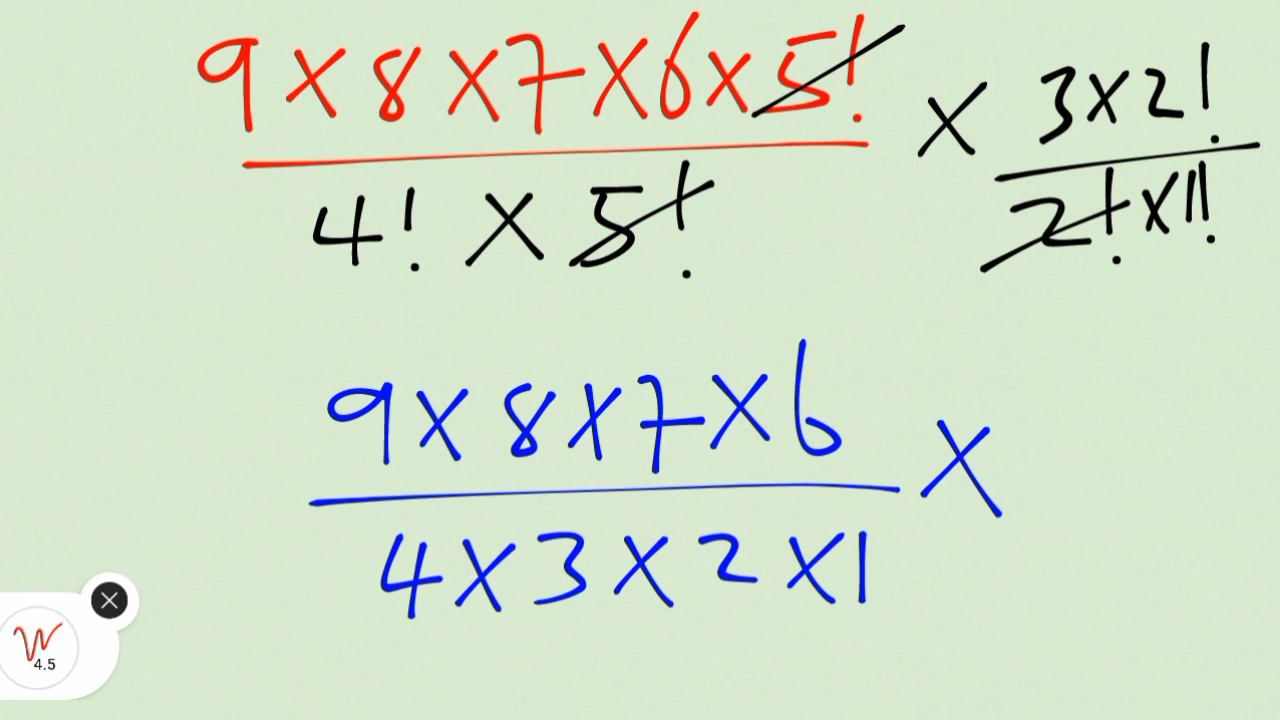 9 x 8 x 7 x 6 x 5! x 3 x 2!
4! x 5! 2! x 1!
9 x 8 x 7 x 6 x
4 x 3 x 2 x 1
W
4.5